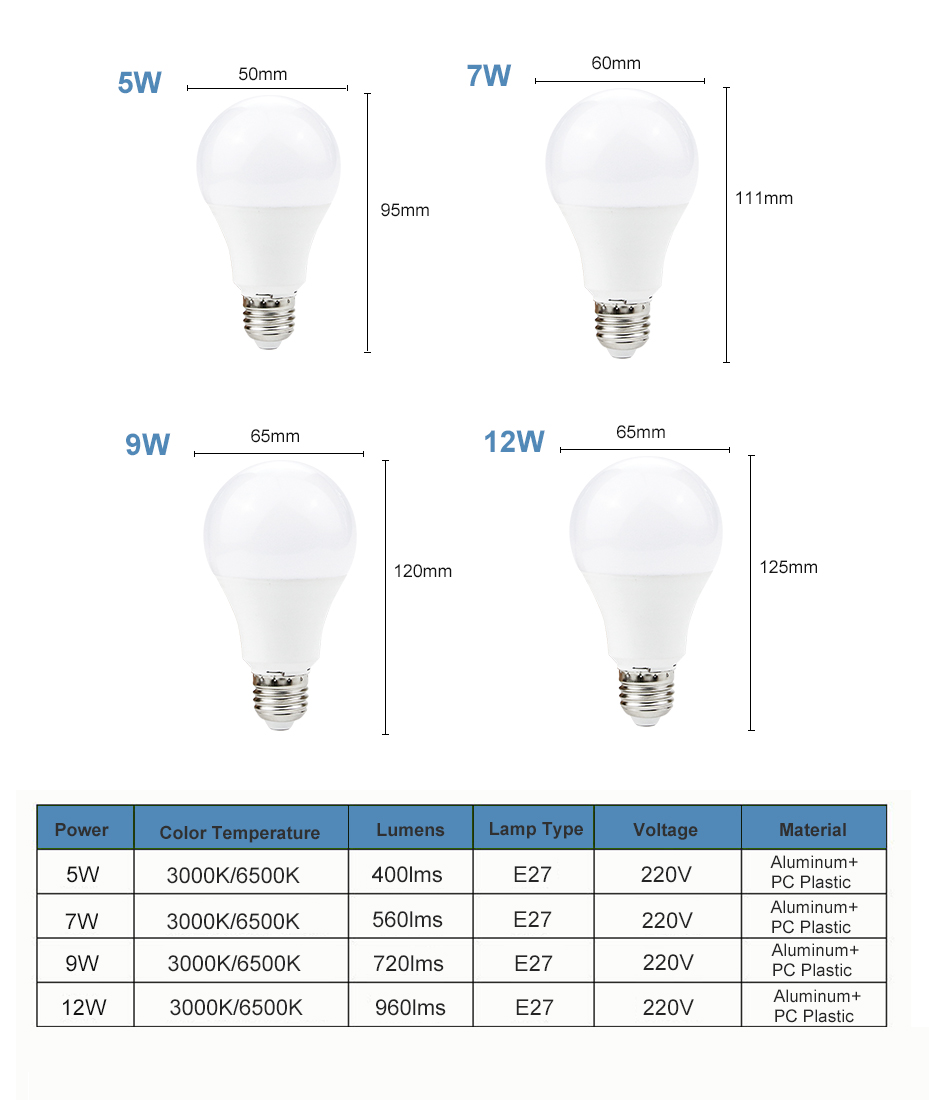 5W
50mm
95mm
7W
60mm
111mm
9W
65mm
120mm
12W
65mm
125mm
Power Color Temperature Lumens Lamp Type Voltage Material
5W 3000K/6500K 400lms E27 220V Aluminum+
PC Plastic
7W 3000K/6500K 560lms E27 220V Aluminum+
PC Plastic
9W 3000K/6500K 720lms E27 220V Aluminum+
PC Plastic
12W 3000K/6500K 960lms E27 220V Aluminum+
PC Plastic